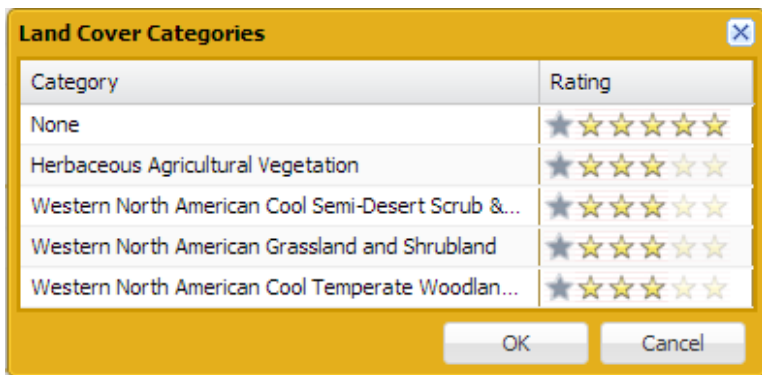 Land Cover Categories
Category Rating
None
Herbaceous Agricultural Vegetation
Western North American Cool Semi-Desert Scrub &...
Western North American Grassland and Shrubland
Western North American Cool Temperate Woodlan...
OK Cancel